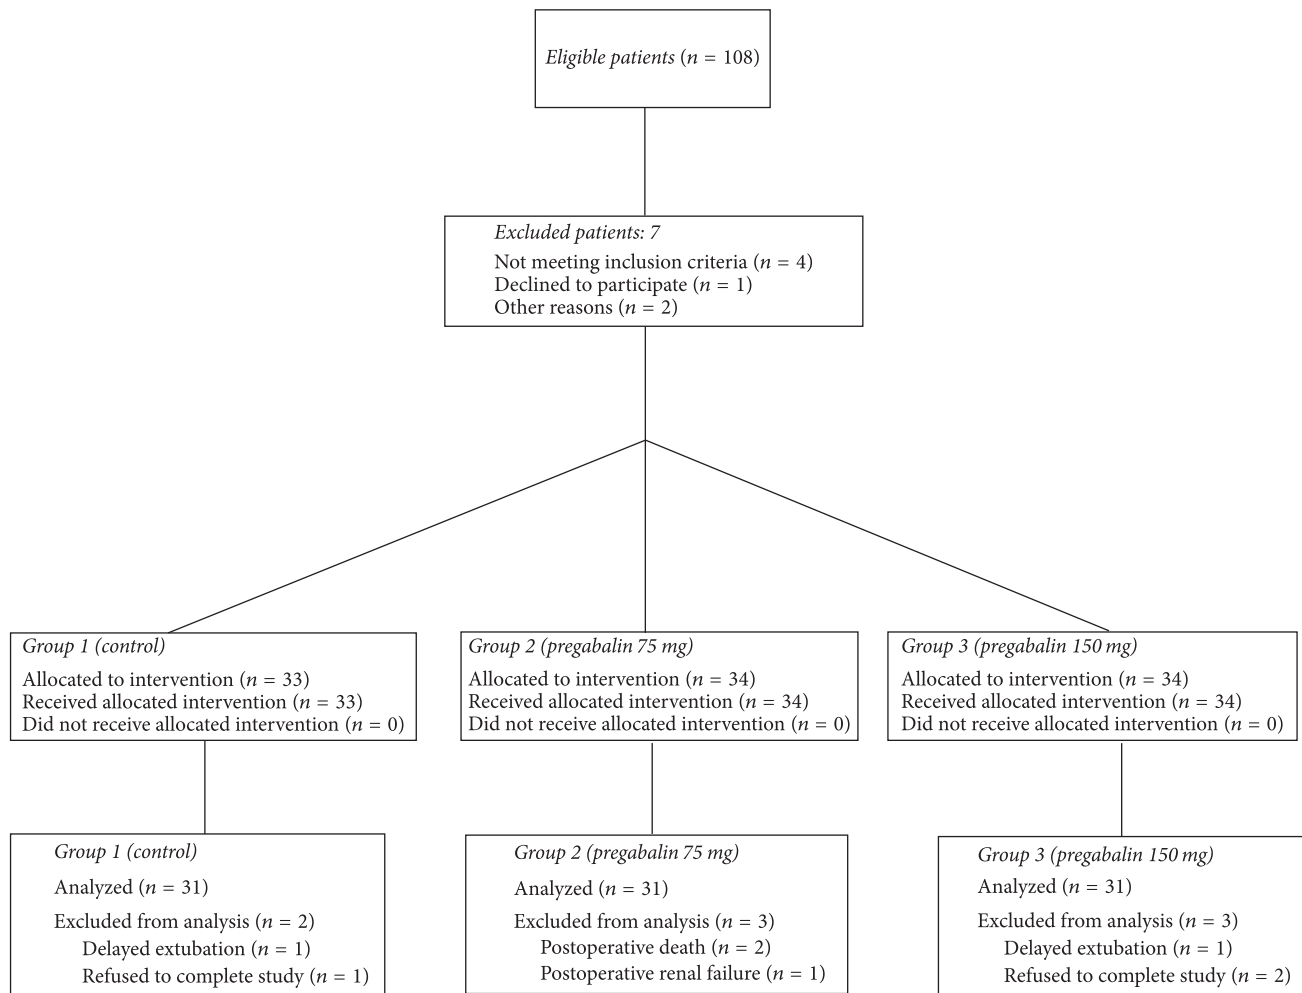 Eligible patients (n = 108)
Excluded patients: 7
Not meeting inclusion criteria (n = 4)
Declined to participate (n = 1)
Other reasons (n = 2)
Group 1 (control)
Allocated to intervention (n = 33)
Received allocated intervention (n = 33)
Did not receive allocated intervention (n = 0)
Group 2 (pregabalin 75 mg)
Allocated to intervention (n = 34)
Received allocated intervention (n = 34)
Did not receive allocated intervention (n = 0)
Group 3 (pregabalin 150 mg)
Allocated to intervention (n = 34)
Received allocated intervention (n = 34)
Did not receive allocated intervention (n = 0)
Group 1 (control)
Analyzed (n = 31)
Excluded from analysis (n = 2)
Delayed extubation (n = 1)
Refused to complete study (n = 1)
Group 2 (pregabalin 75 mg)
Analyzed (n = 31)
Excluded from analysis (n = 3)
Postoperative death (n = 2)
Postoperative renal failure (n = 1)
Group 3 (pregabalin 150 mg)
Analyzed (n = 31)
Excluded from analysis (n = 3)
Delayed extubation (n = 1)
Refused to complete study (n = 2)